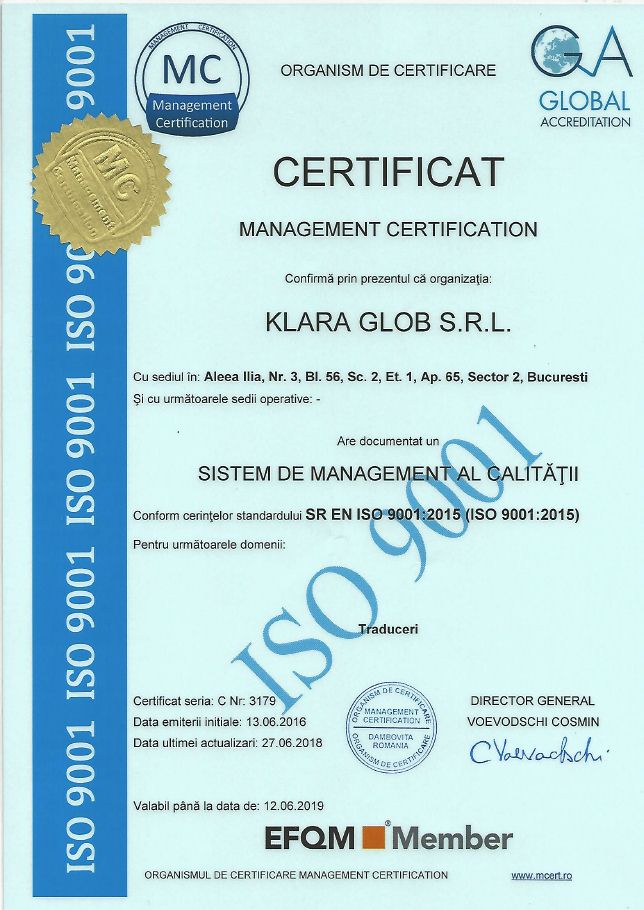 MANAGEMENT CERTIFICATION
MC
Management
Certification
ORGANISM DE CERTIFICARE
GA
GLOBAL
ACCREDITATION
CERTIFICAT
MANAGEMENT CERTIFICATION
Confirmă prin prezentul că organizaţia:
KLARA GLOB S.R.L.
Cu sediul în: Aleea Ilia, Nr. 3, Bl. 56, Sc. 2, Et. 1, Ap. 65, Sector 2, Bucuresti
Şi cu următoarele sedii operative: -
Are documentat un
SISTEM DE MANAGEMENT AL CALITĂŢII
Conform cerinţelor standardului SR EN ISO 9001:2015 (ISO 9001:2015)
Pentru următoarele domenii:
ISO 9001
Traduceri
Certificat seria: C Nr: 3179
Data emiterii initiale: 13.06.2016
Data ultimei actualizari: 27.06.2018
ORGANISM DE CERTIFICARE
MANAGEMENT
CERTIFICATION
DAMBOVITA
ROMANIA
ORGANISM DE CERTIFICARE
DIRECTOR GENERAL
VOEVODSCHI COSMIN
CVoevodschi
Valabil până la data de: 12.06.2019
EFQM Member
ORGANISMUL DE CERTIFICARE MANAGEMENT CERTIFICATION
www.mcert.ro
9001
ISO 90
ISO 9001
ISO 9001
ISO 9001
MC
Management
Certification